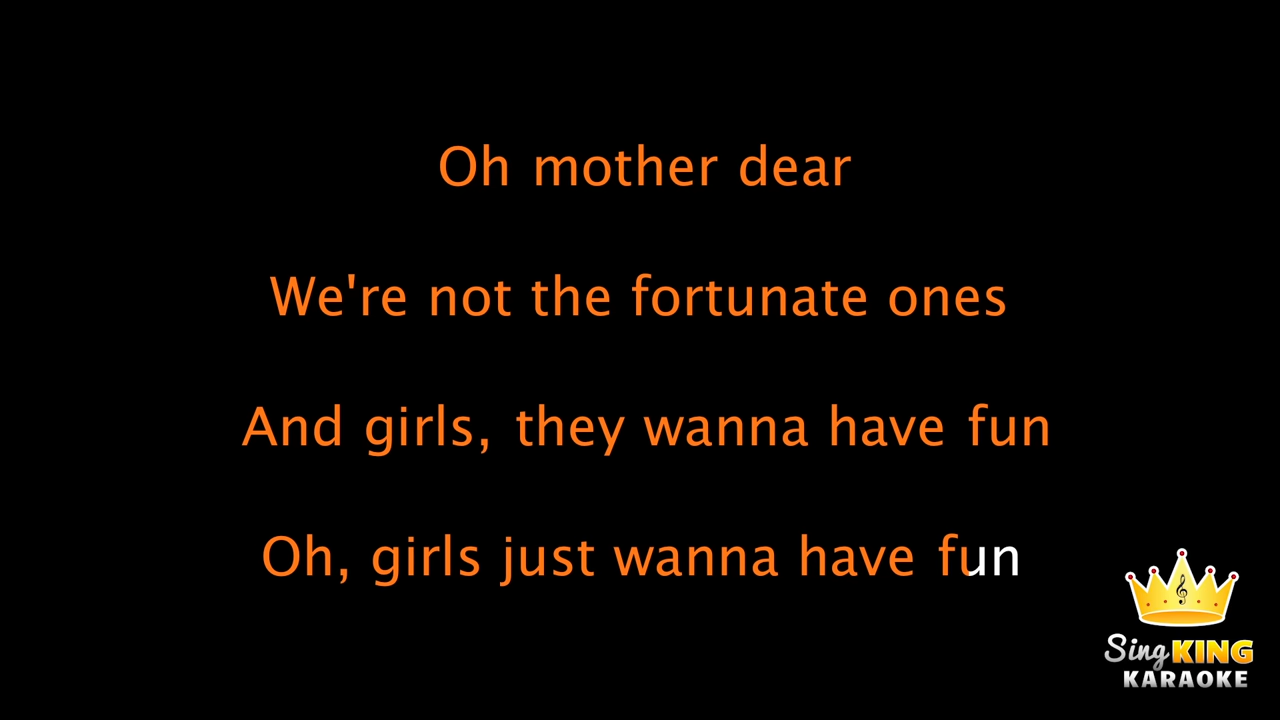 Oh mother dear
We're not the fortunate ones
And girls, they wanna have fun
Oh, girls just wanna have fun
Sing KING
KARAOKE